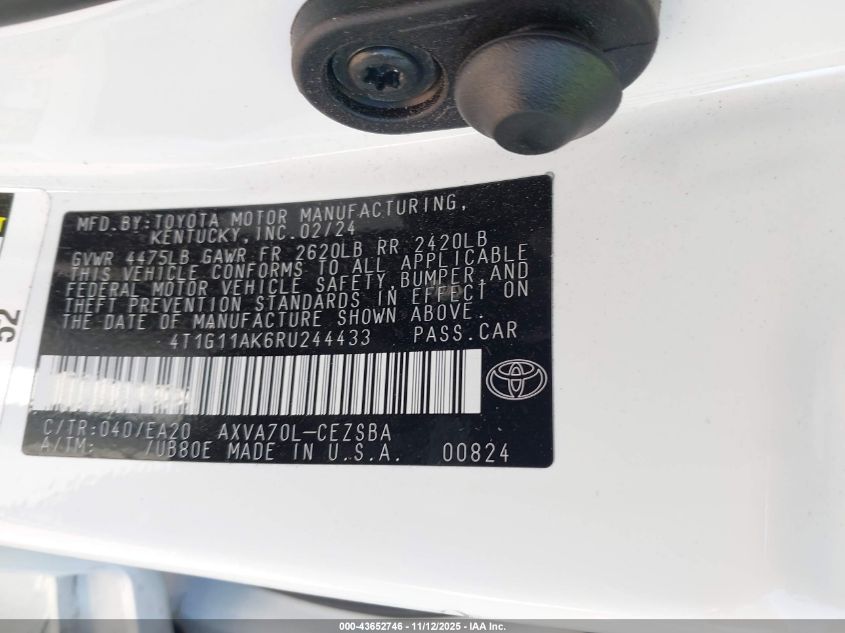 MFD. BY: TOYOTA MOTOR MANUFACTURING,
KENTUCKY, INC. 02/24
GVWR 4475LB GAWR FR 2620LB RR 2420LB
THIS VEHICLE CONFORMS TO ALL APPLICABLE
FEDERAL MOTOR VEHICLE SAFETY, BUMPER, AND
THEFT PREVENTION STANDARDS IN EFFECT ON
THE DATE OF MANUFACTURE SHOWN ABOVE.
4T1G11AK6RU244433 PASS. CAR
C/TR: 040/EA20 AXVA70L-CEZSBA
A/TM: /UB80E MADE IN U.S.A. 00824
52
000-43652746 - 11/12/2025 - IAAI.COM